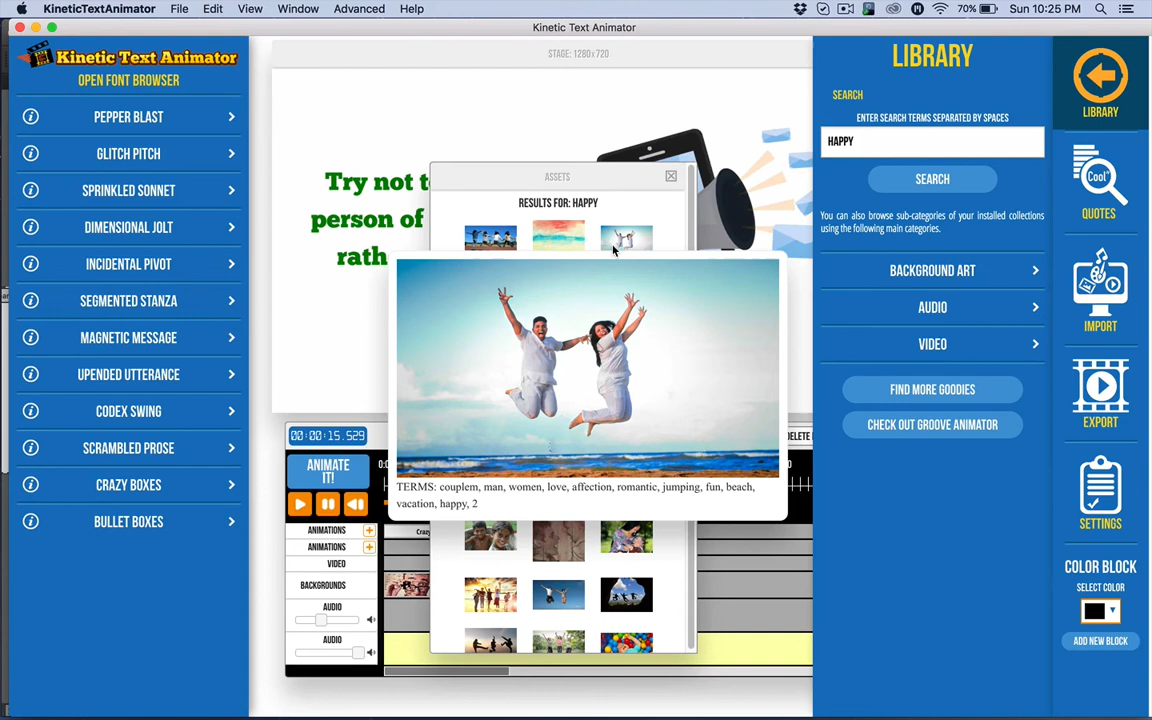 KineticTextAnimator File Edit View Window Advanced Help
70% Sun 10:25 PM
Kinetic Text Animator
Kinetic Text Animator
OPEN FONT BROWSER
PEPPER BLAST
GLITCH PITCH
SPRINKLED SONNET
DIMENSIONAL JOLT
INCIDENTAL PIVOT
SEGMENTED STANZA
MAGNETIC MESSAGE
UPENDED UTTERANCE
CODEX SWING
SCRAMBLED PROSE
CRAZY BOXES
BULLET BOXES
STAGE: 1280x720
Try not t
person of
rath
ASSETS
RESULTS FOR: HAPPY
TERMS: couplem, man, women, love, affection, romantic, jumping, fun, beach,
vacation, happy, 2
00:00:15.529
ANIMATE
IT!
0:0
DELETE
0
ANIMATIONS +
Craz
ANIMATIONS +
VIDEO
BACKGROUNDS
AUDIO
AUDIO
LIBRARY
SEARCH
ENTER SEARCH TERMS SEPARATED BY SPACES
HAPPY
SEARCH
You can also browse sub-categories of your installed collections
using the following main categories.
BACKGROUND ART
AUDIO
VIDEO
FIND MORE GOODIES
CHECK OUT GROOVE ANIMATOR
LIBRARY
Cool"
QUOTES
IMPORT
EXPORT
SETTINGS
COLOR BLOCK
SELECT COLOR
ADD NEW BLOCK